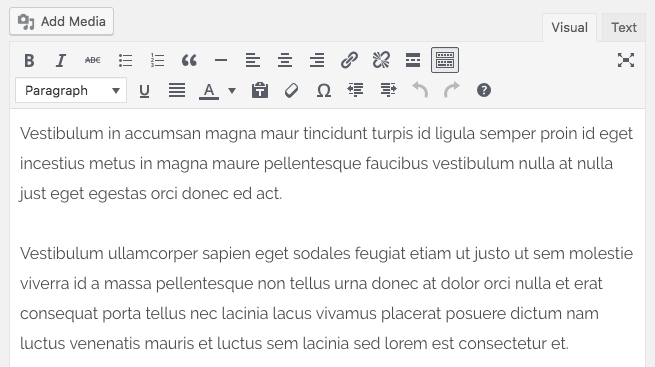 Add Media
Visual Text
B I ABC
Paragraph U A
Vestibulum in accumsan magna maur tincidunt turpis id ligula semper proin id eget
incestius metus in magna maure pellentesque faucibus vestibulum nulla at nulla
just eget egestas orci donec ed act.
Vestibulum ullamcorper sapien eget sodales feugiat etiam ut justo ut sem molestie
viverra id a massa pellentesque non tellus urna donec at dolor orci nulla et erat
consequat porta tellus nec lacinia lacus vivamus placerat posuere dictum nam
luctus venenatis mauris et luctus sem lacinia sed lorem est consectetur et.